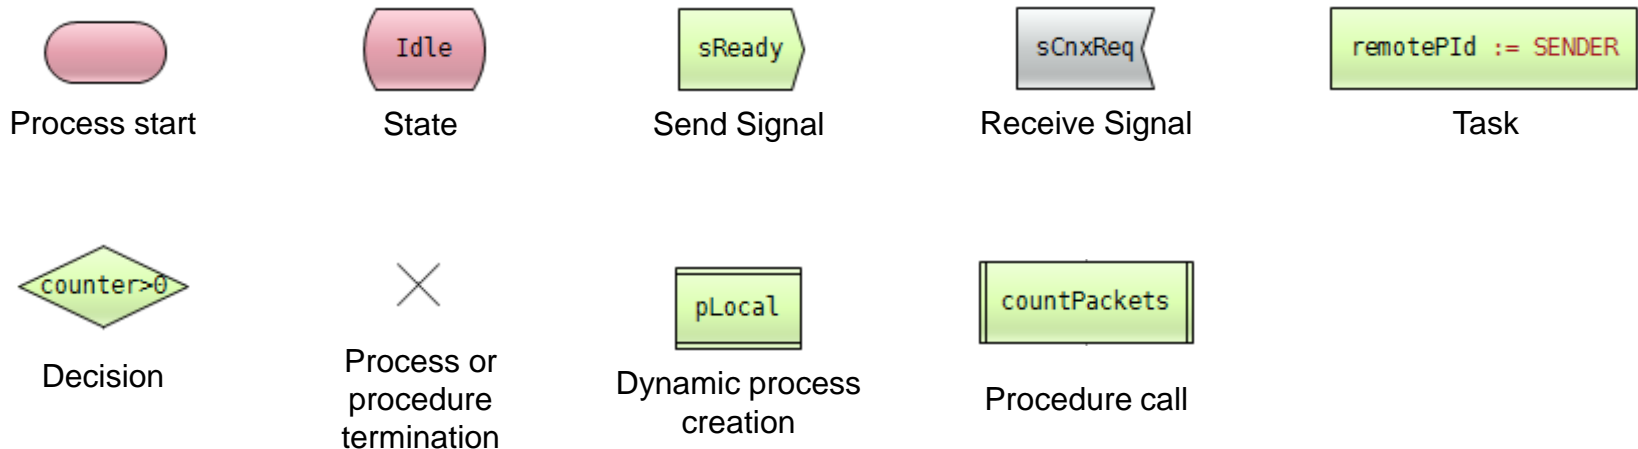 Idle
sReady
sCnxReq
remotePId := SENDER
Process start
State
Send Signal
Receive Signal
Task
counter>0
pLocal
countPackets
Decision
Process or
procedure
termination
Dynamic process
creation
Procedure call